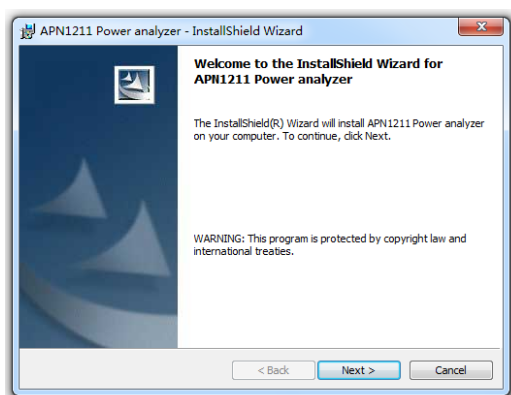 APN1211 Power analyzer - InstallShield Wizard
Welcome to the InstallShield Wizard for
APN1211 Power analyzer
The InstallShield(R) Wizard will install APN1211 Power analyzer
on your computer. To continue, click Next.
WARNING: This program is protected by copyright law and
international treaties.
< Back
Next >
Cancel